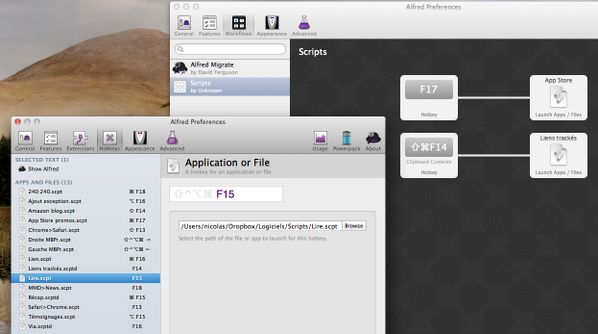 Alfred Preferences
General
Features
Workflows
Appearance
Advanced
Alfred Migrate
by David Ferguson
Scripts
by Unknown
Scripts
F17
Hotkey
App Store
Launch Apps / Files
⇧⌘F14
Clipboard Contents
Hotkey
Liens trackés
Launch Apps / Files
Alfred Preferences
General
Features
Extensions
Hotkeys
Appearance
Advanced
Usage
Powerpack
About
SELECTED TEXT (1)
Show Alfred
APPS AND FILES (15)
240:240.scpt ⌘ F18
Ajout exception.scpt ⌥ F16
Amazon blog.scpt ⇧ F14
App Store promos.scpt ⌘ F17
Chrome>Safari.scpt ⇧ F13
Droite MBPr.scpt ⇧^⌥⌘ →
Gauche MBPr.scpt ⇧^⌥⌘ ←
Lien.scpt ⌘ F16
Liens trackés.scptd F14
Lire.scpt F15
MMD>News.scpt F18
Récap.scptd ⌘ F15
Safari>Chrome.scpt F13
Témoignages.scpt ⌥ F15
Via.scptd F16
Application or File
A hotkey for an application or file
⇧^⌥⌘ F15
/Users/nicolas/Dropbox/Logiciels/Scripts/Lire.scpt
Browse
Select the path of the file or app to launch for this hotkey.